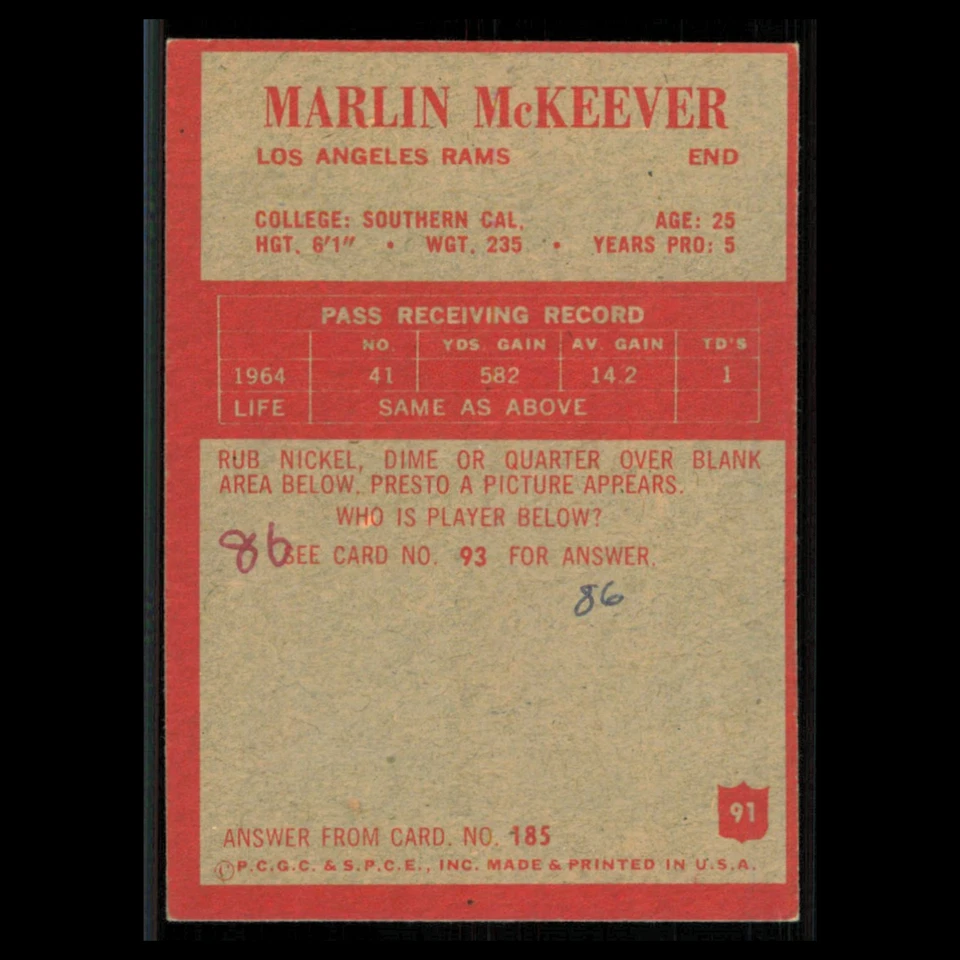 MARLIN McKEEVER
LOS ANGELES RAMS END
COLLEGE: SOUTHERN CAL. AGE: 25
HGT. 6'1" • WGT. 235 • YEARS PRO: 5
PASS RECEIVING RECORD
NO. YDS. GAIN AV. GAIN TD'S
1964 41 582 14.2 1
LIFE SAME AS ABOVE
RUB NICKEL, DIME OR QUARTER OVER BLANK
AREA BELOW. PRESTO A PICTURE APPEARS.
WHO IS PLAYER BELOW?
86 SEE CARD NO. 93 FOR ANSWER.
86
91
ANSWER FROM CARD. NO. 185
©P.C.G.C. & S.P.C.E., INC. MADE & PRINTED IN U.S.A.